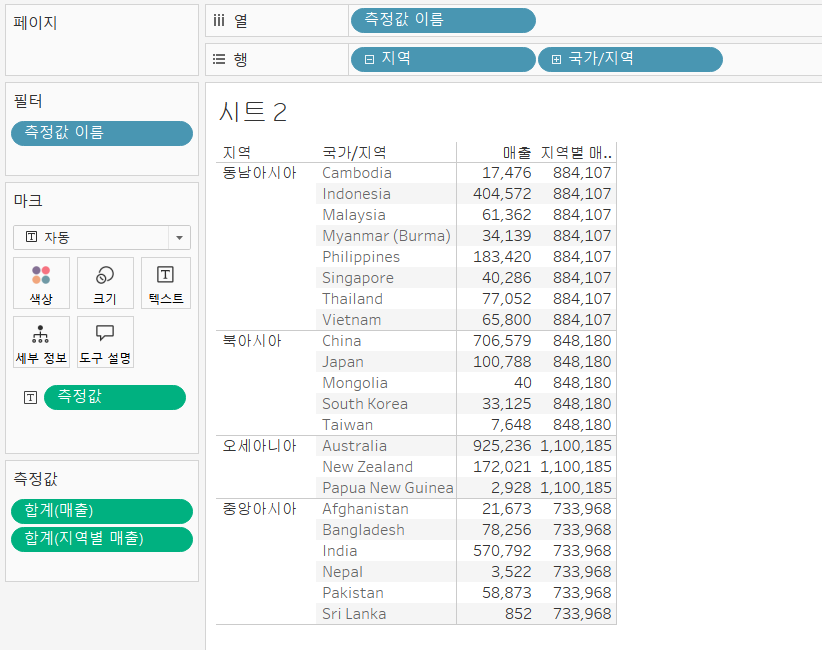 페이지
열
측정값 이름
행
지역
국가/지역
필터
측정값 이름
마크
자동
색상
크기
텍스트
세부 정보
도구 설명
측정값
측정값
합계(매출)
합계(지역별 매출)
시트 2
지역 국가/지역 매출 지역별 매..
동남아시아 Cambodia 17,476 884,107
Indonesia 404,572 884,107
Malaysia 61,362 884,107
Myanmar (Burma) 34,139 884,107
Philippines 183,420 884,107
Singapore 40,286 884,107
Thailand 77,052 884,107
Vietnam 65,800 884,107
북아시아 China 706,579 848,180
Japan 100,788 848,180
Mongolia 40 848,180
South Korea 33,125 848,180
Taiwan 7,648 848,180
오세아니아 Australia 925,236 1,100,185
New Zealand 172,021 1,100,185
Papua New Guinea 2,928 1,100,185
중앙아시아 Afghanistan 21,673 733,968
Bangladesh 78,256 733,968
India 570,792 733,968
Nepal 3,522 733,968
Pakistan 58,873 733,968
Sri Lanka 852 733,968